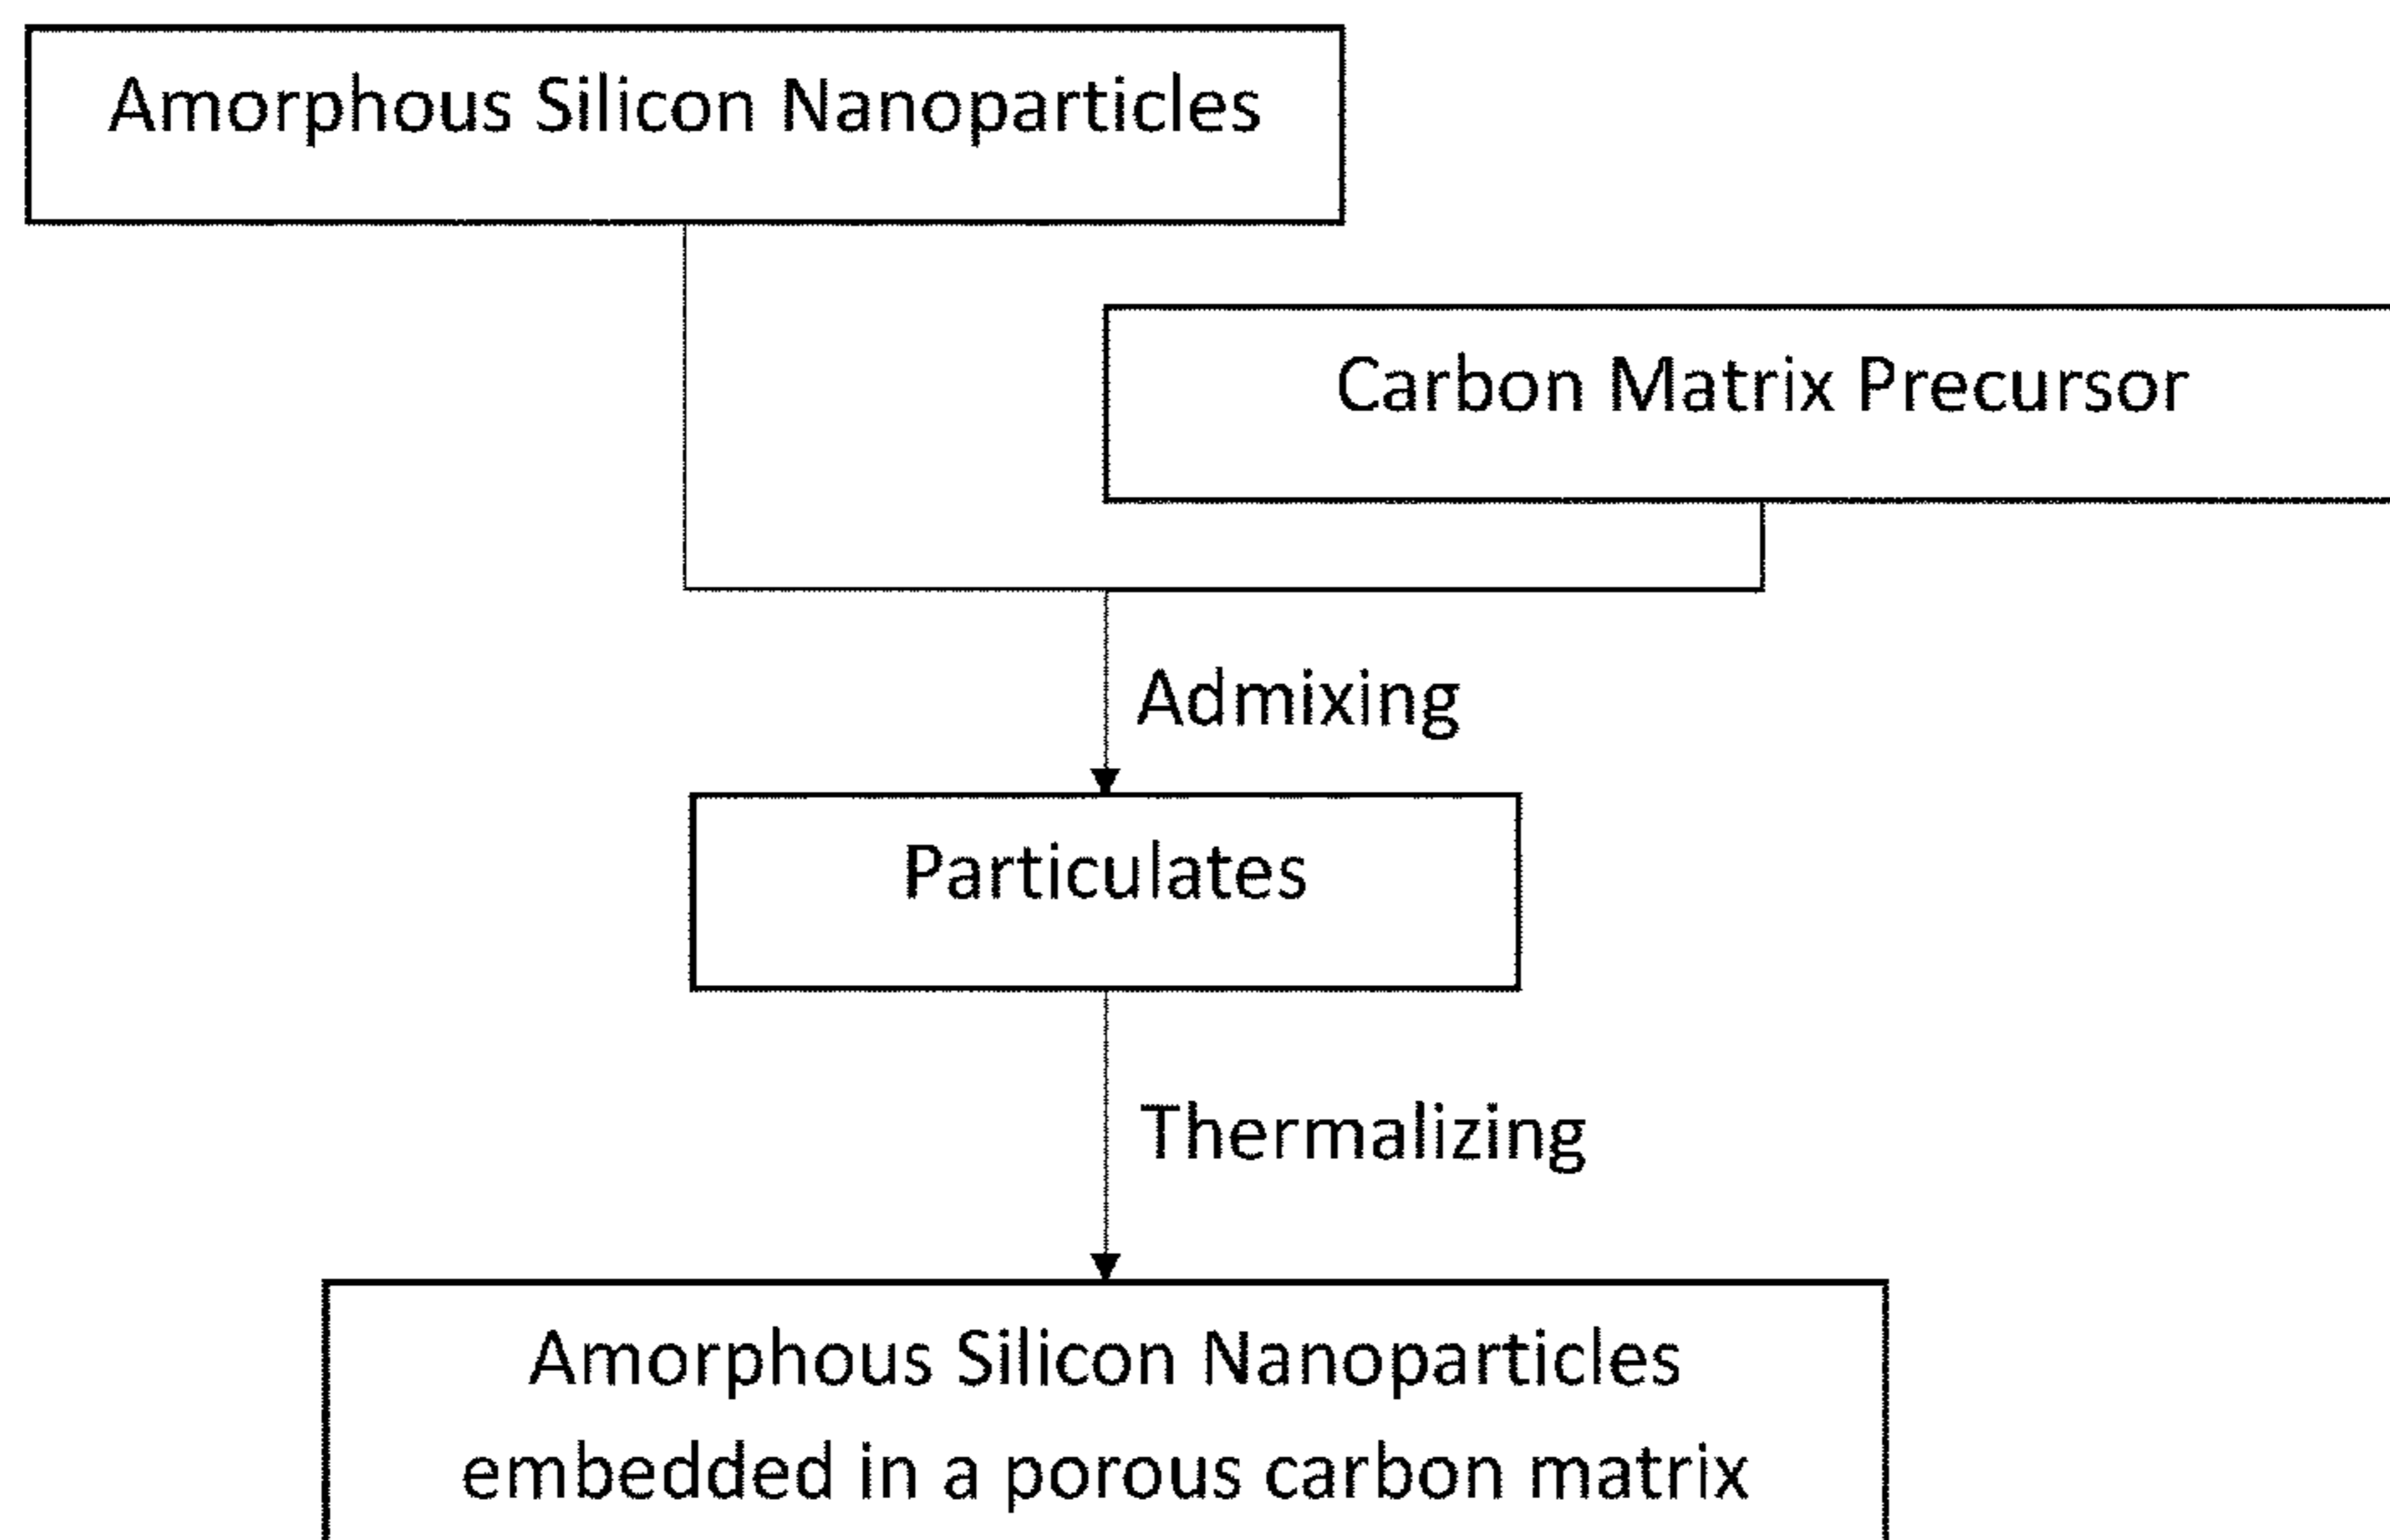 Amorphous Silicon Nanoparticles
Carbon Matrix Precursor
Admixing
Particulates
Thermalizing
Amorphous Silicon Nanoparticles
embedded in a porous carbon matrix